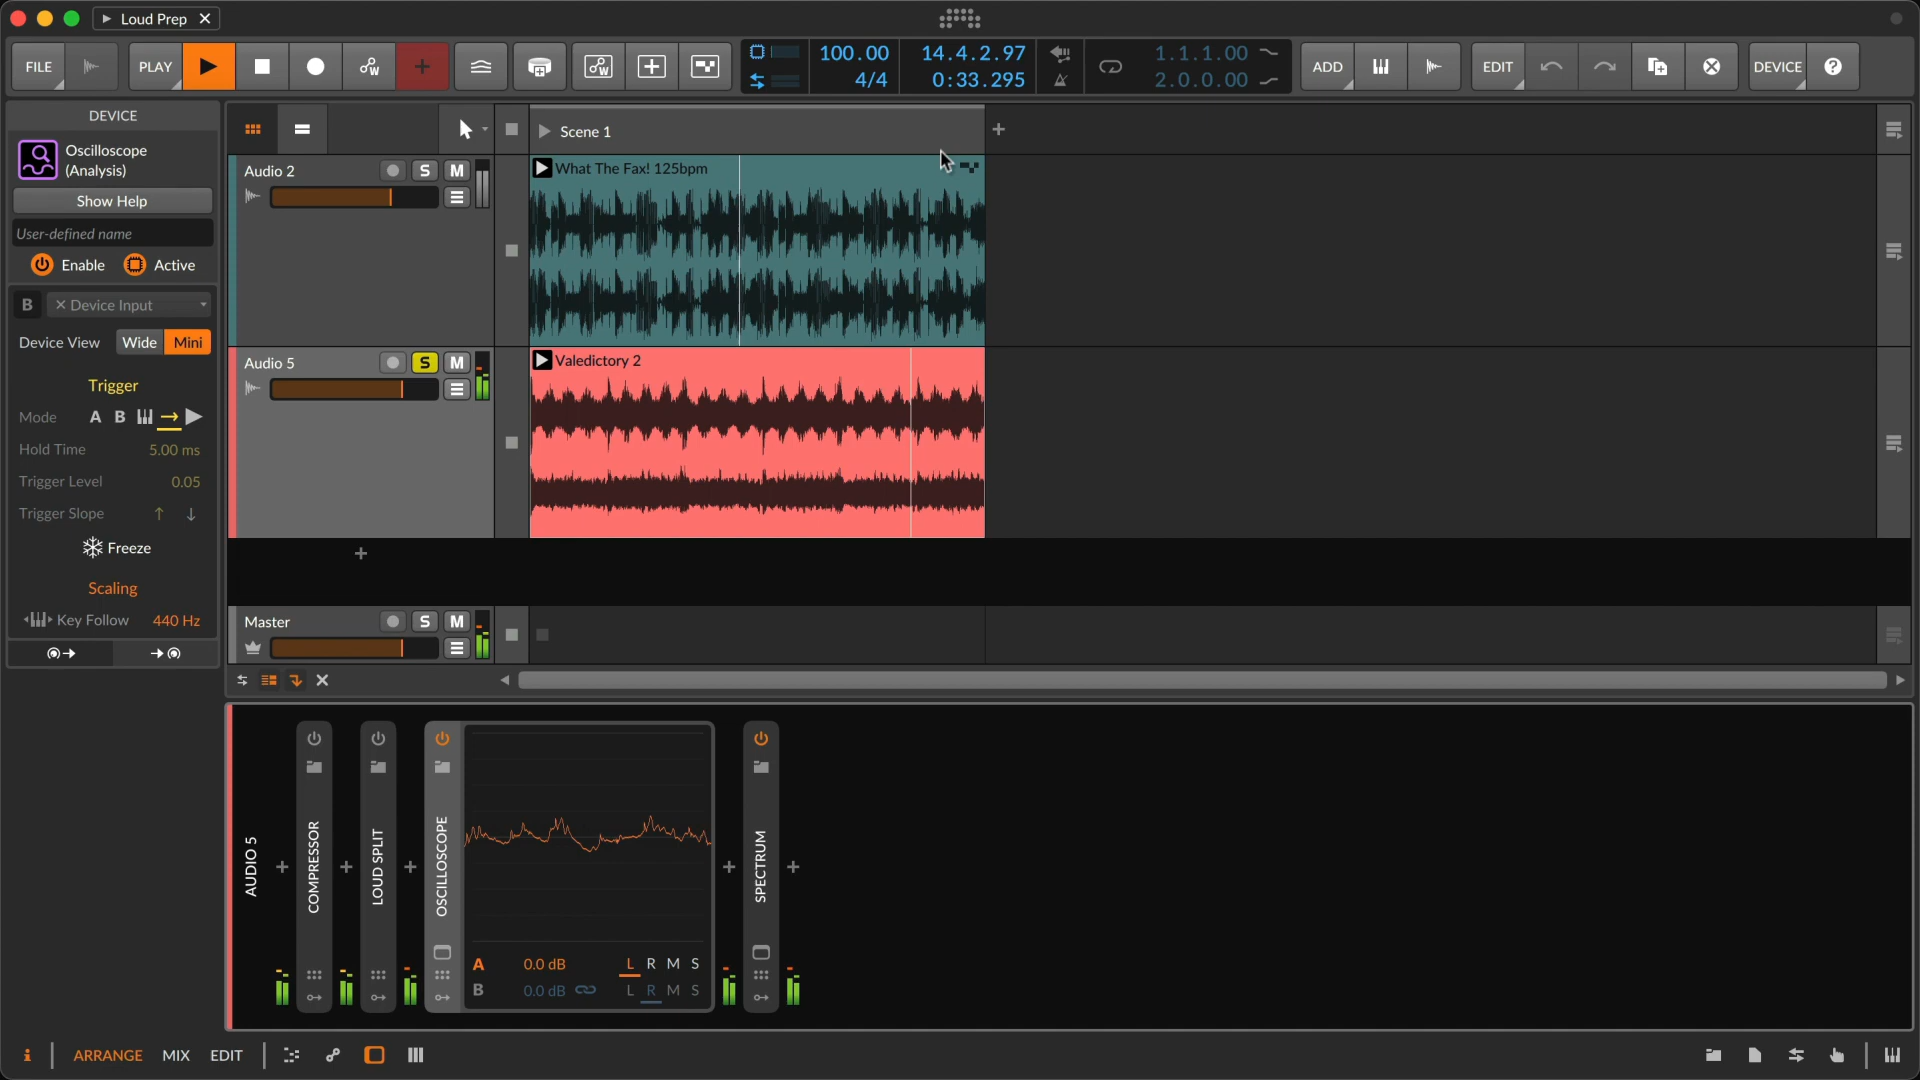 Loud Prep
FILE
PLAY
100.00
4/4
14.4.2.97
0:33.295
1.1.1.00
2.0.0.00
ADD
EDIT
DEVICE
DEVICE
Oscilloscope
(Analysis)
Show Help
User-defined name
Enable
Active
B
Device Input
Device View
Wide
Mini
Trigger
Mode
A
B
Hold Time
5.00 ms
Trigger Level
0.05
Trigger Slope
Freeze
Scaling
Key Follow
440 Hz
Scene 1
Audio 2
S
M
What The Fax! 125bpm
Audio 5
S
M
Valedictory 2
Master
S
M
AUDIO 5
COMPRESSOR
LOUD SPLIT
OSCILLOSCOPE
A
0.0 dB
L R M S
B
0.0 dB
L R M S
SPECTRUM
i
ARRANGE
MIX
EDIT